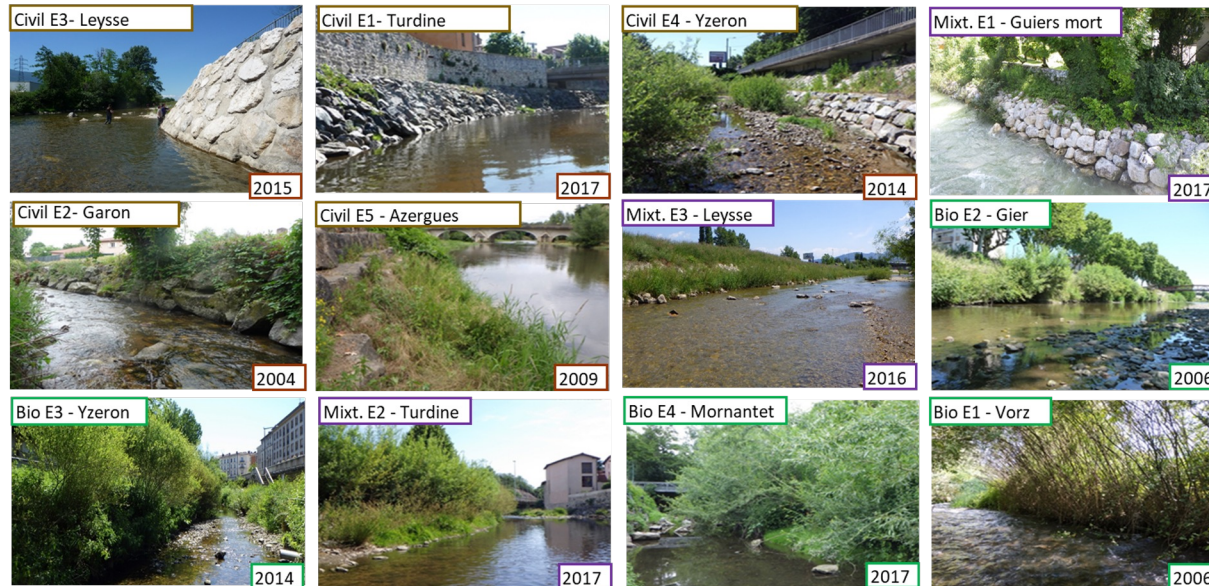 Civil E3- Leysse
2015
Civil E1- Turdine
2017
Civil E4 - Yzeron
2014
Mixt. E1 - Guiers mort
2017
Civil E2- Garon
2004
Civil E5 - Azergues
2009
Mixt. E3 - Leysse
2016
Bio E2 - Gier
2006
Bio E3 - Yzeron
2014
Mixt. E2 - Turdine
2017
Bio E4 - Mornantet
2017
Bio E1 - Vorz
2006